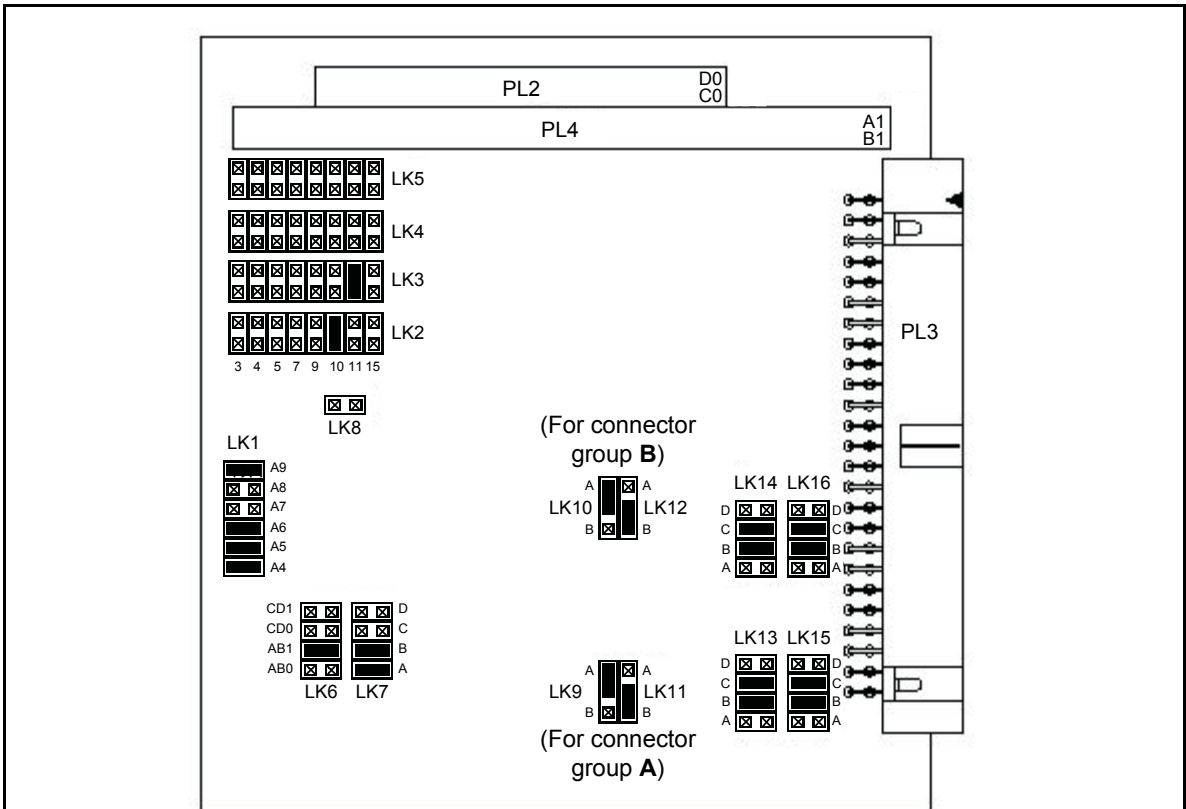 D0
PL2
C0
A1
PL4
B1
LK5
LK4
LK3
LK2
3 4 5 7 9 10 11 15
PL3
LK8
LK1
A9
A8
A7
A6
A5
A4
(For connector
group B)
A A
LK10 LK12
B B
LK14 LK16
D D
C C
B B
A A
CD1 D
CD0 C
AB1 B
AB0 A
LK6 LK7
A A
LK9 LK11
B B
(For connector
group A)
LK13 LK15
D D
C C
B B
A A